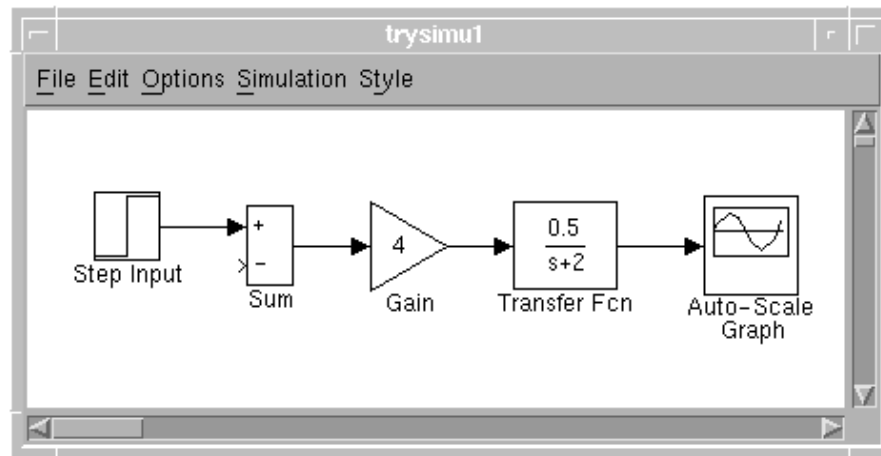 trysimu1
File Edit Options Simulation Style
+
−
4
0.5
s+2
Step Input
Sum
Gain
Transfer Fcn
Auto-Scale
Graph